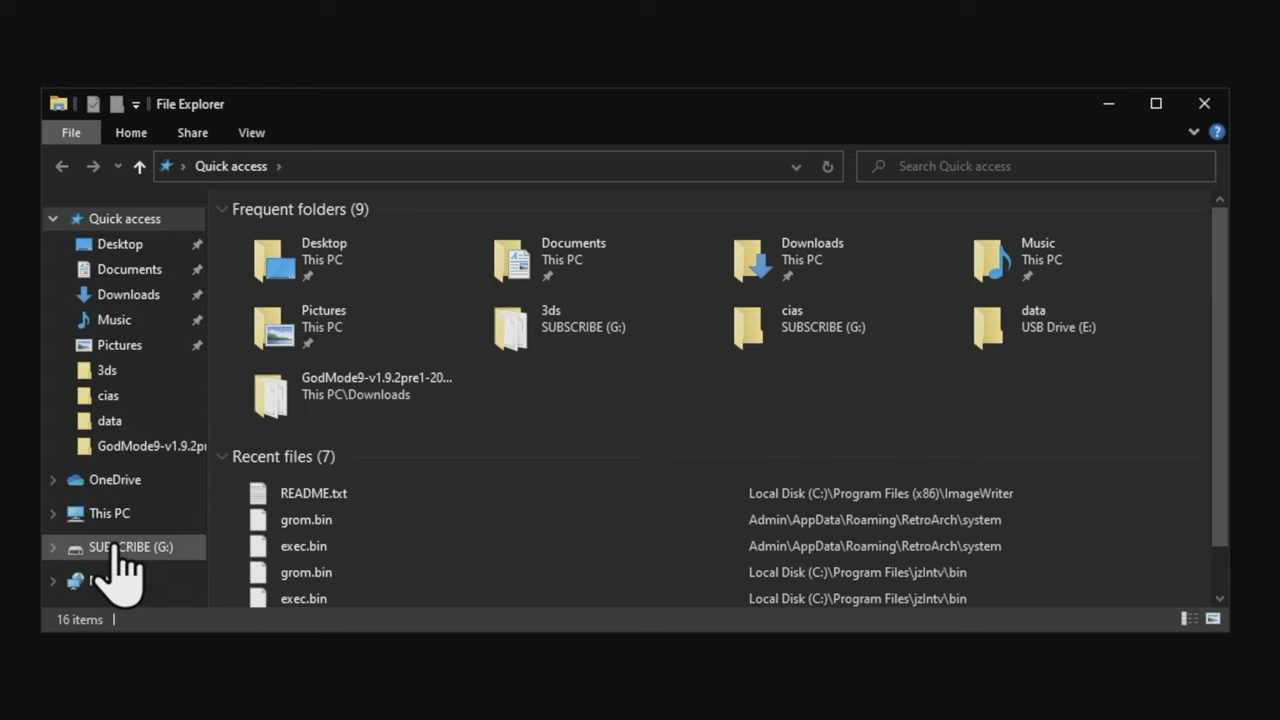 File Explorer
File Home Share View
Quick access
Search Quick access
Quick access
Desktop
Documents
Downloads
Music
Pictures
3ds
cias
data
GodMode9-v1.9.2p
OneDrive
This PC
SUBSCRIBE (G:)
Frequent folders (9)
Desktop
This PC
Documents
This PC
Downloads
This PC
Music
This PC
Pictures
This PC
3ds
SUBSCRIBE (G:)
cias
SUBSCRIBE (G:)
data
USB Drive (E:)
GodMode9-v1.9.2pre1-20...
This PC\Downloads
Recent files (7)
README.txt Local Disk (C:)\Program Files (x86)\ImageWriter
grom.bin Admin\AppData\Roaming\RetroArch\system
exec.bin Admin\AppData\Roaming\RetroArch\system
grom.bin Local Disk (C:)\Program Files\jzIntv\bin
exec.bin Local Disk (C:)\Program Files\jzIntv\bin
16 items